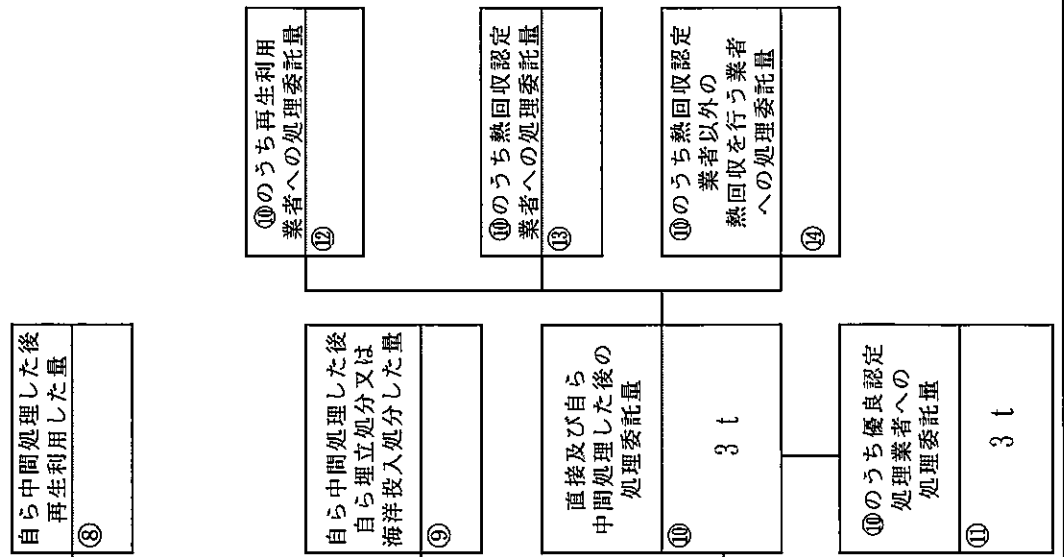 自ら中間処理した後
再生利用した量
⑧
自ら中間処理した後
自ら埋立処分又は
海洋投入処分した量
⑨
直接及び自ら
中間処理した後の
処理委託量
⑩
3 t
⑩のうち優良認定
処理業者への
処理委託量
⑪
3 t
⑩のうち再生利用
業者への処理委託量
⑫
⑩のうち熱回収認定
業者への処理委託量
⑬
⑩のうち熱回収認定
業者以外の
熱回収を行う業者
への処理委託量
⑭